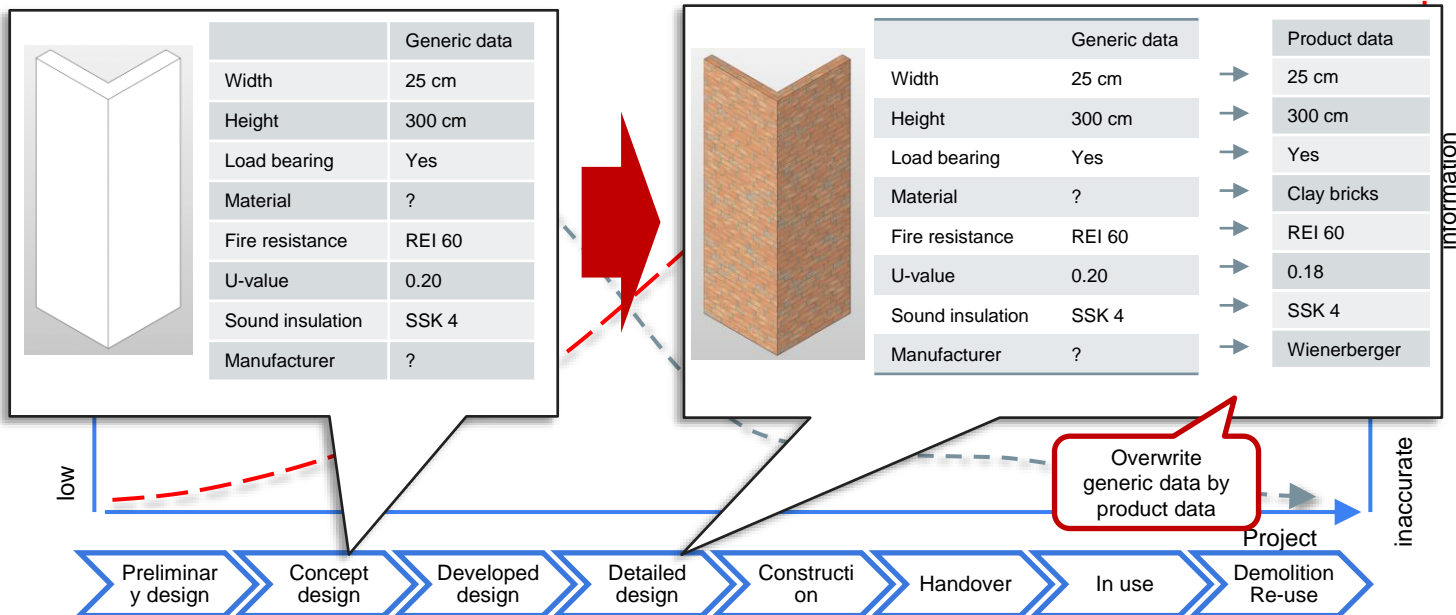 Generic data
Width 25 cm
Height 300 cm
Load bearing Yes
Material ?
Fire resistance REI 60
U-value 0.20
Sound insulation SSK 4
Manufacturer ?
Generic data Product data
Width 25 cm 25 cm
Height 300 cm 300 cm
Load bearing Yes Yes
Material ? Clay bricks
Fire resistance REI 60 REI 60
U-value 0.20 0.18
Sound insulation SSK 4 SSK 4
Manufacturer ? Wienerberger
information
low
Overwrite
generic data by
product data
inaccurate
Project
Preliminar
y design
Concept
design
Developed
design
Detailed
design
Constructi
on
Handover
In use
Demolition
Re-use